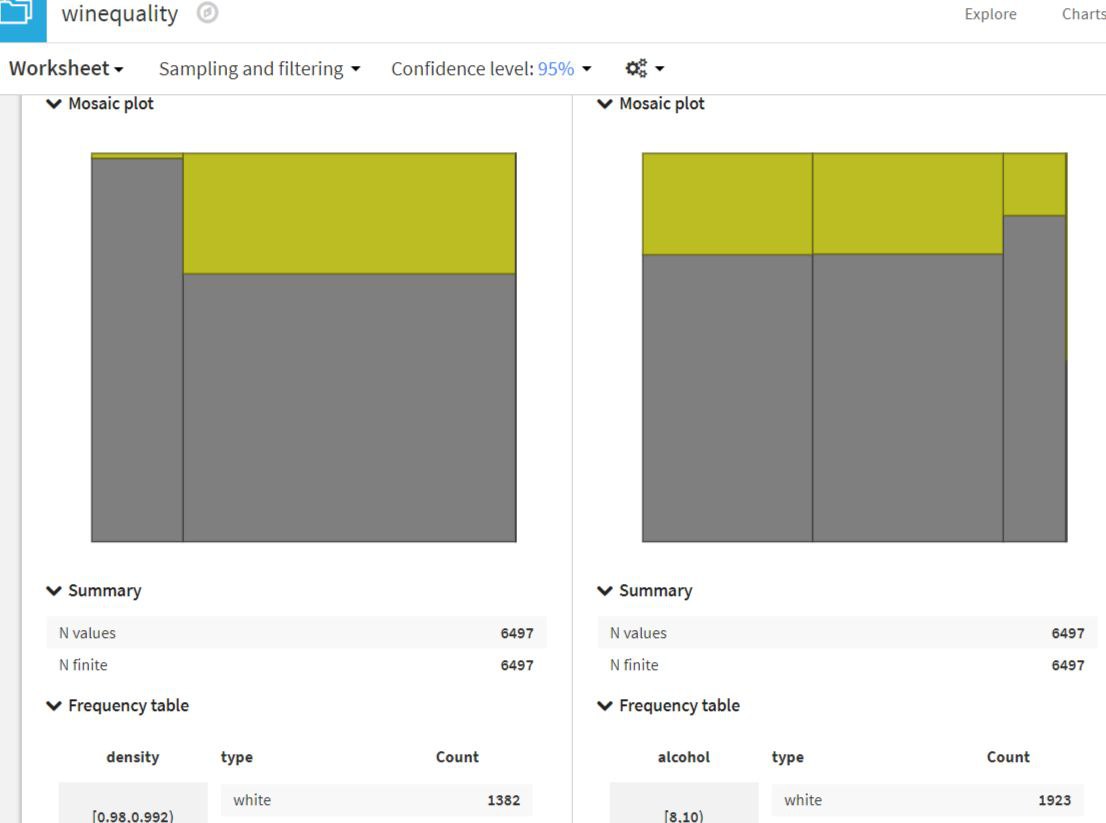 winequality
Explore Charts
Worksheet Sampling and filtering Confidence level: 95%
Mosaic plot
Mosaic plot
Summary
N values 6497
N finite 6497
Frequency table
density type Count
[0.98,0.992) white 1382
Summary
N values 6497
N finite 6497
Frequency table
alcohol type Count
[8,10) white 1923